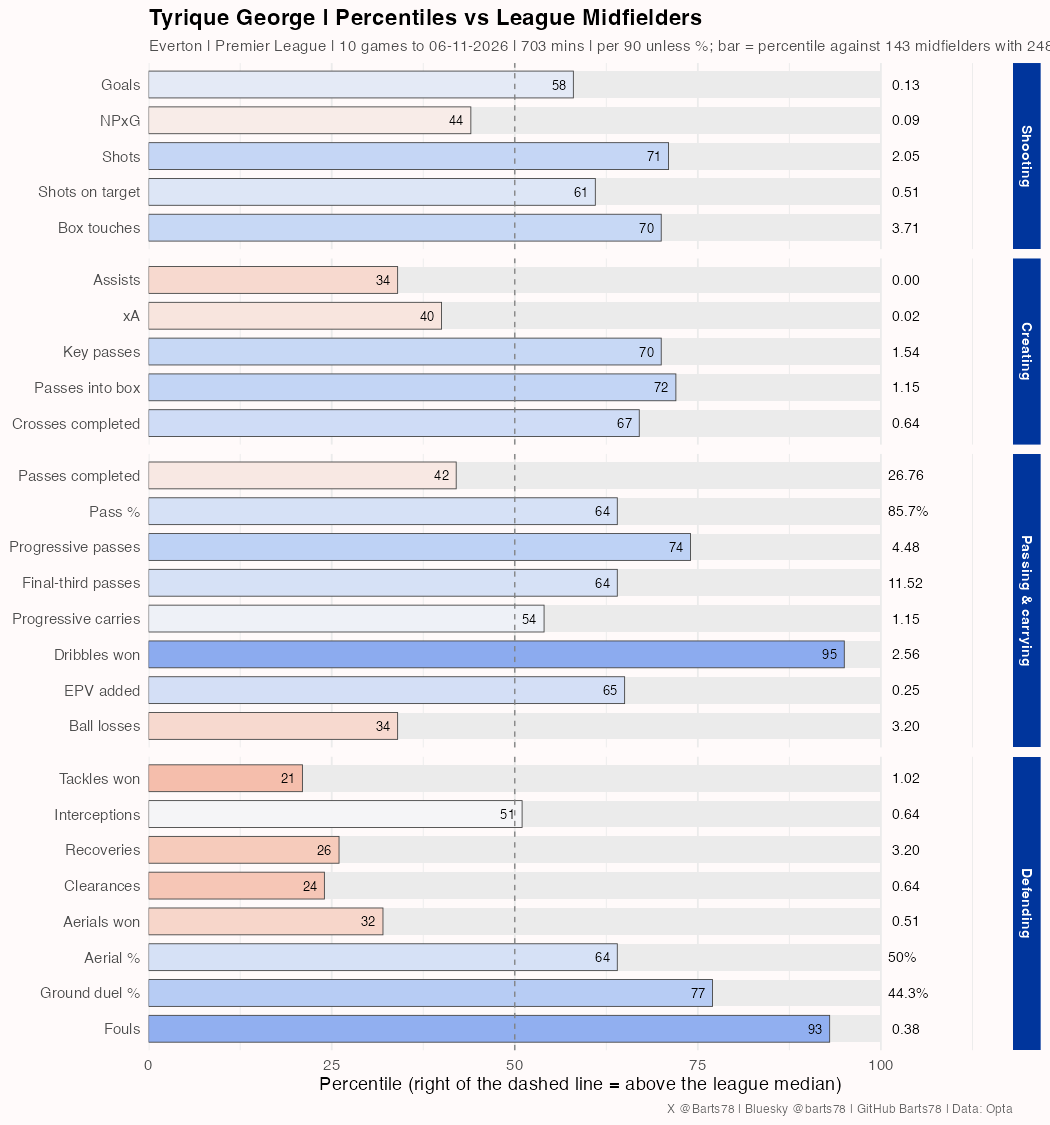 Tyrique George | Percentiles vs League Midfielders
Everton | Premier League | 10 games to 06-11-2026 | 703 mins | per 90 unless %; bar = percentile against 143 midfielders with 248
Shooting
Goals 58 0.13
NPxG 44 0.09
Shots 71 2.05
Shots on target 61 0.51
Box touches 70 3.71
Creating
Assists 34 0.00
xA 40 0.02
Key passes 70 1.54
Passes into box 72 1.15
Crosses completed 67 0.64
Passing & carrying
Passes completed 42 26.76
Pass % 64 85.7%
Progressive passes 74 4.48
Final-third passes 64 11.52
Progressive carries 54 1.15
Dribbles won 95 2.56
EPV added 65 0.25
Ball losses 34 3.20
Defending
Tackles won 21 1.02
Interceptions 51 0.64
Recoveries 26 3.20
Clearances 24 0.64
Aerials won 32 0.51
Aerial % 64 50%
Ground duel % 77 44.3%
Fouls 93 0.38
0 25 50 75 100
Percentile (right of the dashed line = above the league median)
X @Barts78 | Bluesky @barts78 | GitHub Barts78 | Data: Opta